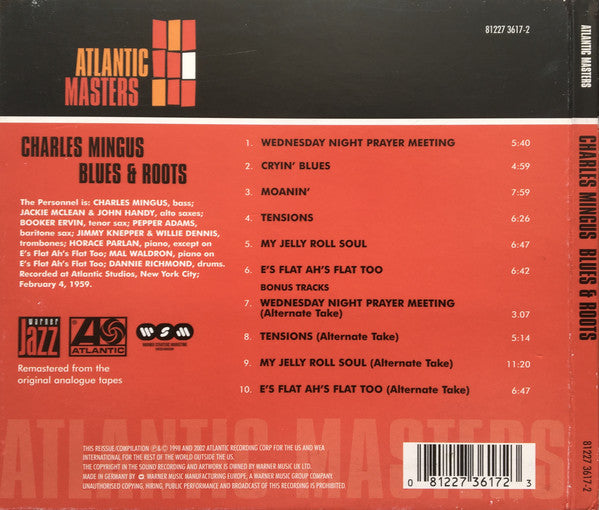 ATLANTIC
MASTERS
81227 3617-2
CHARLES MINGUS
BLUES & ROOTS
The Personnel is: CHARLES MINGUS, bass;
JACKIE MCLEAN & JOHN HANDY, alto saxes;
BOOKER ERVIN, tenor sax; PEPPER ADAMS,
baritone sax; JIMMY KNEPPER & WILLIE DENNIS,
trombones; HORACE PARLAN, piano, except on
E's Flat Ah's Flat Too; MAL WALDRON, piano on
E's Flat Ah's Flat Too; DANNIE RICHMOND, drums.
Recorded at Atlantic Studios, New York City;
February 4, 1959.
warner
Jazz
ATLANTIC
WSM
WARNER STRATEGIC MARKETING
Remastered from the
original analogue tapes
1. WEDNESDAY NIGHT PRAYER MEETING 5:40
2. CRYIN' BLUES 4:59
3. MOANIN' 7:59
4. TENSIONS 6:26
5. MY JELLY ROLL SOUL 6:47
6. E'S FLAT AH'S FLAT TOO 6:42
BONUS TRACKS
7. WEDNESDAY NIGHT PRAYER MEETING
(Alternate Take) 3.07
8. TENSIONS (Alternate Take) 5:14
9. MY JELLY ROLL SOUL (Alternate Take) 11:20
10. E'S FLAT AH'S FLAT TOO (Alternate Take) 6:47
ATLANTIC MASTERS
THIS REISSUE/COMPILATION ℗&© 1998 AND 2002 ATLANTIC RECORDING CORP FOR THE US AND WEA
INTERNATIONAL FOR THE REST OF THE WORLD OUTSIDE THE US.
THE COPYRIGHT IN THE SOUND RECORDING AND ARTWORK IS OWNED BY WARNER MUSIC UK LTD.
MADE IN GERMANY BY WARNER MUSIC MANUFACTURING EUROPE, A WARNER MUSIC GROUP COMPANY.
UNAUTHORISED COPYING, HIRING, PUBLIC PERFORMANCE AND BROADCAST OF THIS RECORDING IS PROHIBITED.
0 81227 36172 3
ATLANTIC MASTERS
CHARLES MINGUS BLUES & ROOTS
81227 3617-2